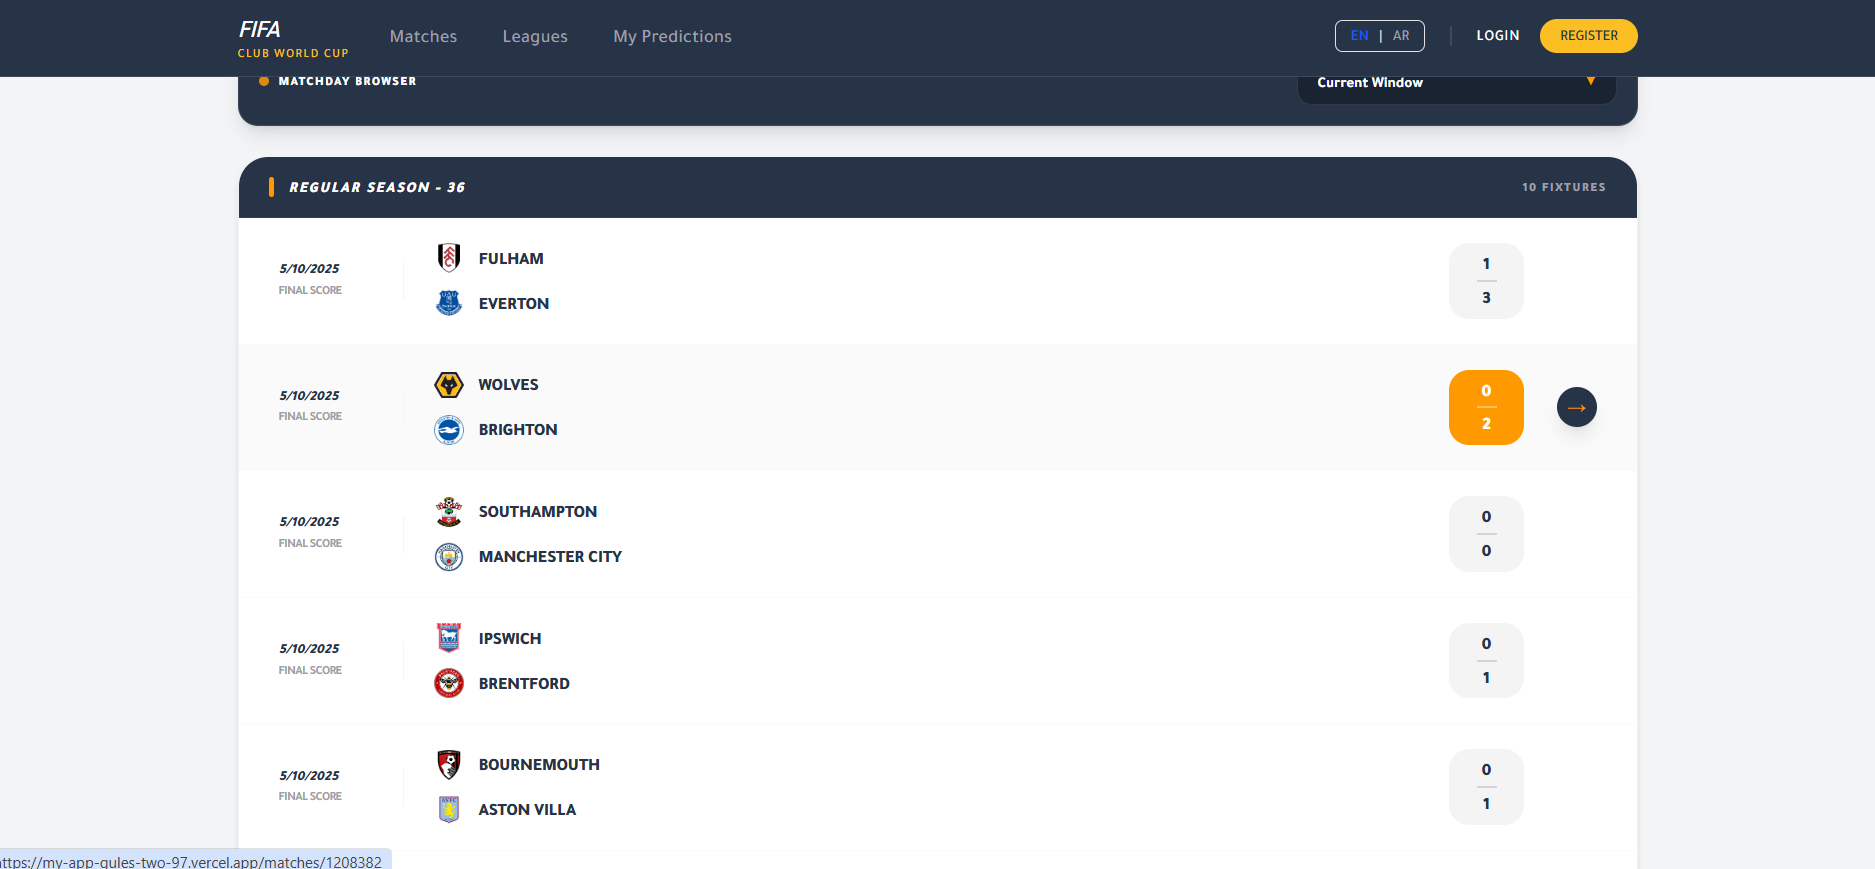 FIFA
CLUB WORLD CUP
Matches Leagues My Predictions
EN | AR
LOGIN
REGISTER
MATCHDAY BROWSER
Current Window
REGULAR SEASON - 36
10 FIXTURES
5/10/2025
FINAL SCORE
FULHAM
EVERTON
1
3
5/10/2025
FINAL SCORE
WOLVES
BRIGHTON
0
2
→
5/10/2025
FINAL SCORE
SOUTHAMPTON
MANCHESTER CITY
0
0
5/10/2025
FINAL SCORE
IPSWICH
BRENTFORD
0
1
5/10/2025
FINAL SCORE
BOURNEMOUTH
ASTON VILLA
0
1
ttps://my-app-qules-two-97.vercel.app/matches/1208382